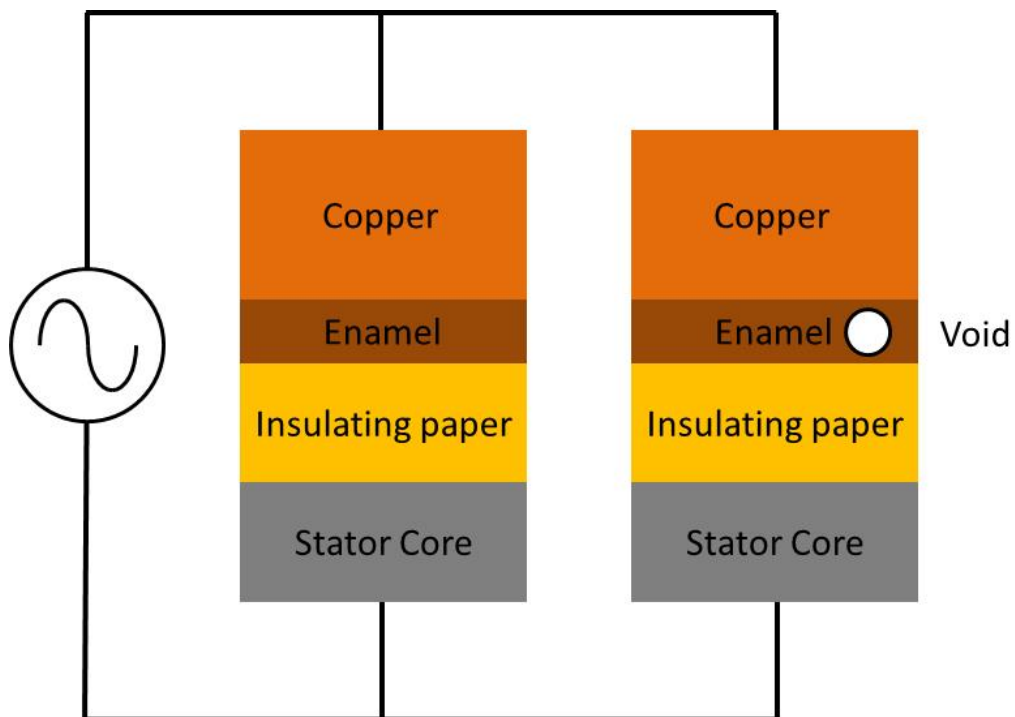 Copper
Enamel
Insulating paper
Stator Core
Copper
Enamel
Void
Insulating paper
Stator Core